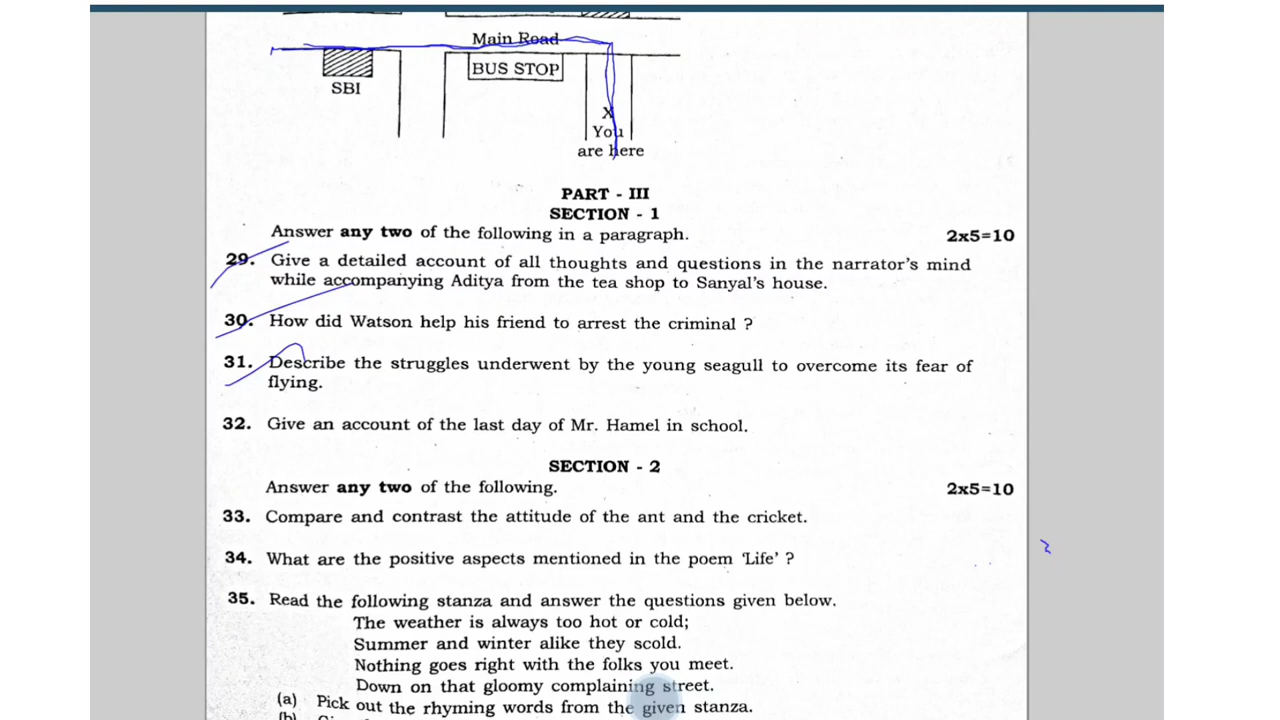 Main Road
BUS STOP
SBI
X
You
are here
PART - III
SECTION - 1
Answer any two of the following in a paragraph. 2x5=10
29. Give a detailed account of all thoughts and questions in the narrator's mind
while accompanying Aditya from the tea shop to Sanyal's house.
30. How did Watson help his friend to arrest the criminal ?
31. Describe the struggles underwent by the young seagull to overcome its fear of
flying.
32. Give an account of the last day of Mr. Hamel in school.
SECTION - 2
Answer any two of the following. 2x5=10
33. Compare and contrast the attitude of the ant and the cricket.
34. What are the positive aspects mentioned in the poem 'Life' ?
35. Read the following stanza and answer the questions given below.
The weather is always too hot or cold;
Summer and winter alike they scold.
Nothing goes right with the folks you meet.
Down on that gloomy complaining street.
(a) Pick out the rhyming words from the given stanza.
(b)